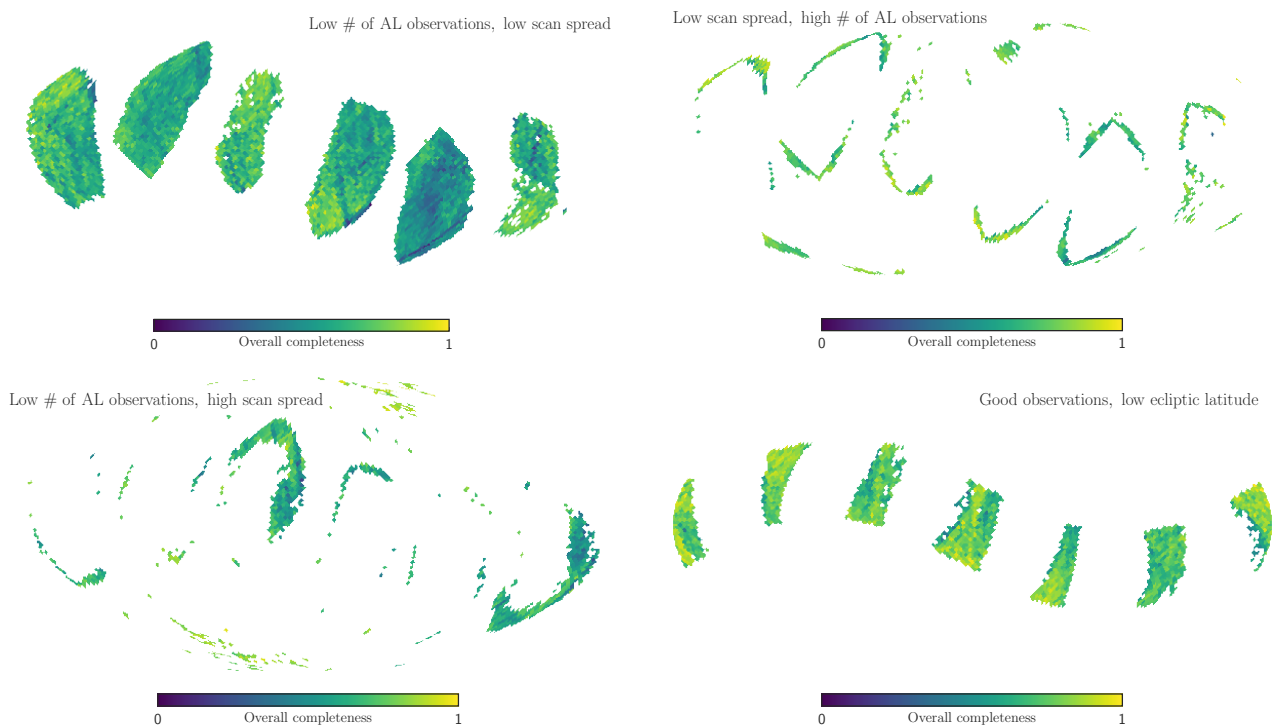 Low # of AL observations, low scan spread
0 1
Overall completeness
Low scan spread, high # of AL observations
0 1
Overall completeness
Low # of AL observations, high scan spread
0 1
Overall completeness
Good observations, low ecliptic latitude
0 1
Overall completeness